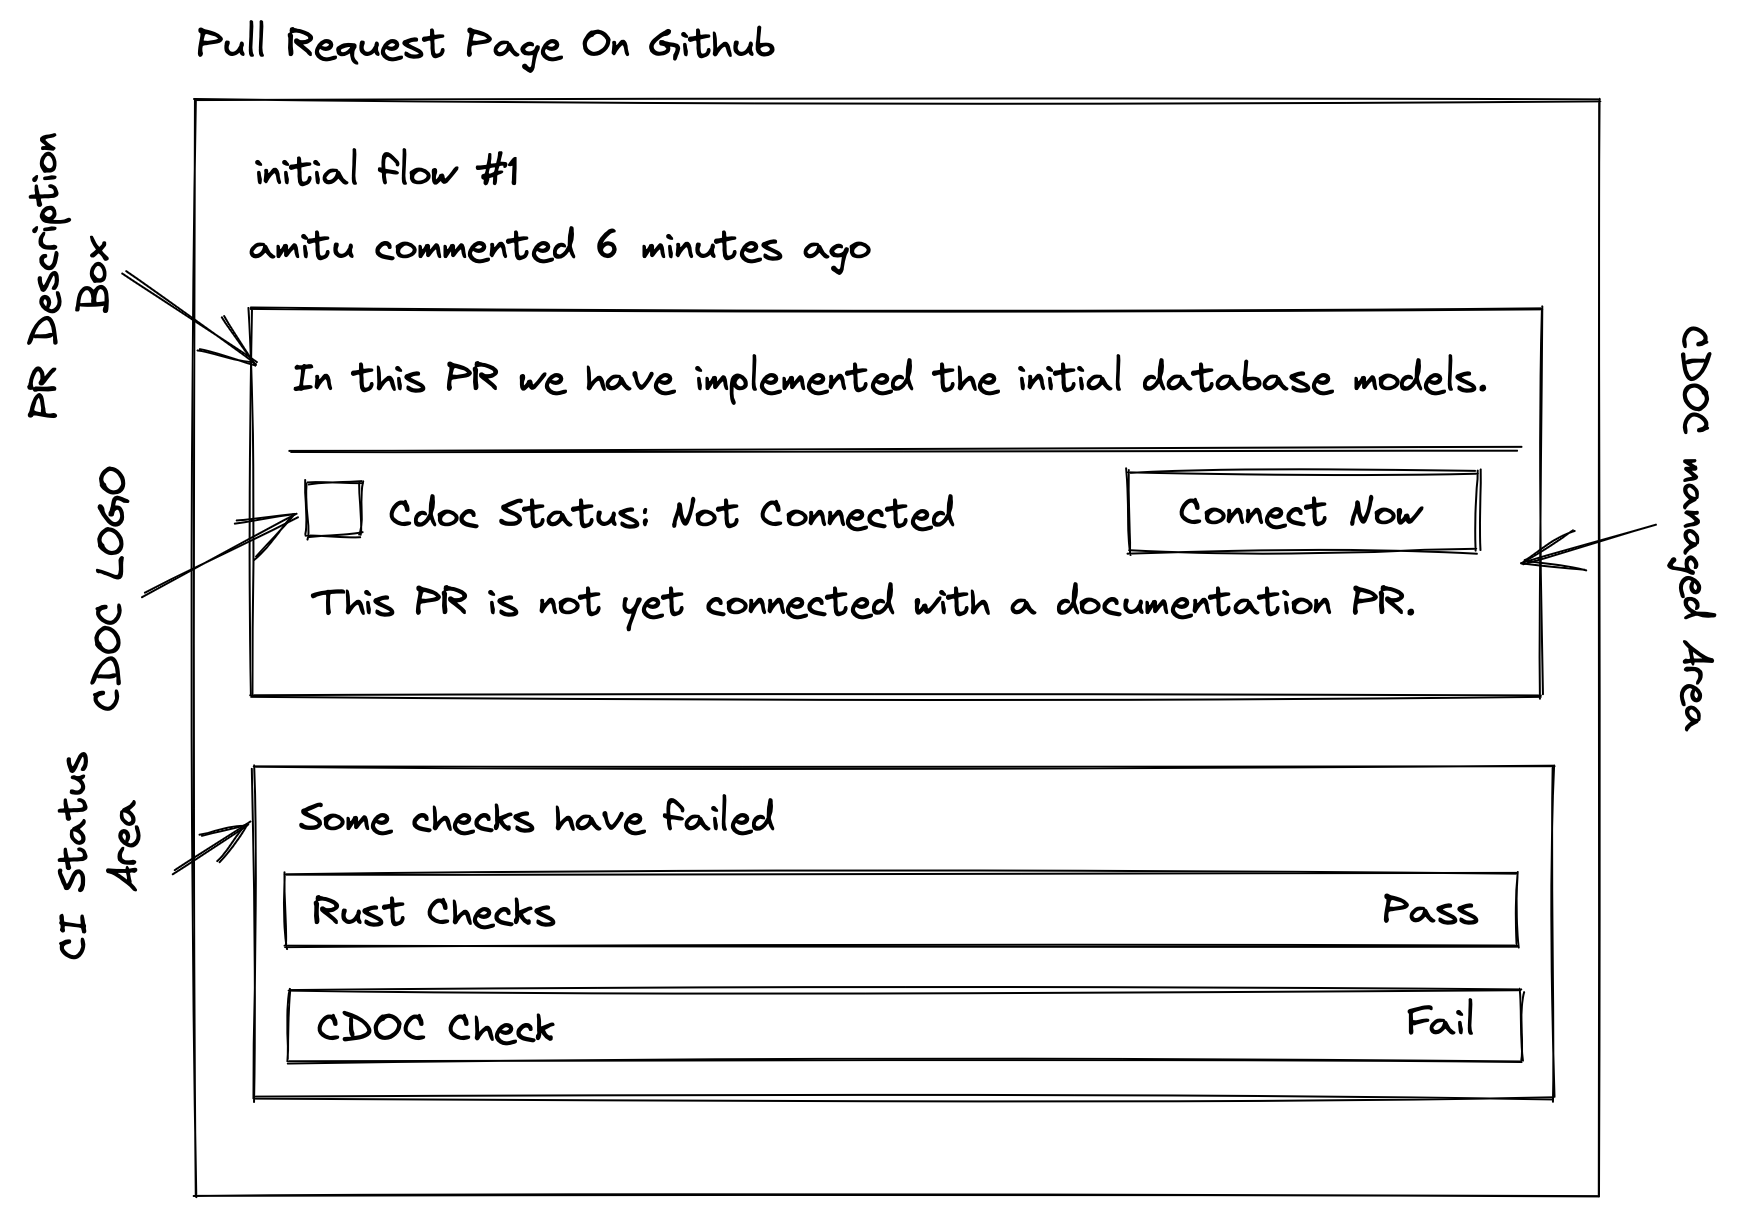 Pull Request Page On Github
initial flow #1
amitu commented 6 minutes ago
PR Description
Box
In this PR we have implemented the initial database models.
CDOC LOGO
Cdoc Status: Not Connected
Connect Now
CDOC managed Area
This PR is not yet connected with a documentation PR.
CI Status
Area
Some checks have failed
Rust Checks
Pass
CDOC Check
Fail